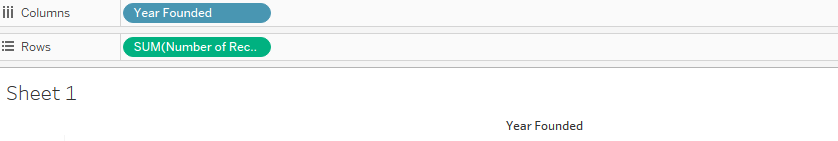 Columns Year Founded
Rows SUM(Number of Rec..
Sheet 1
Year Founded